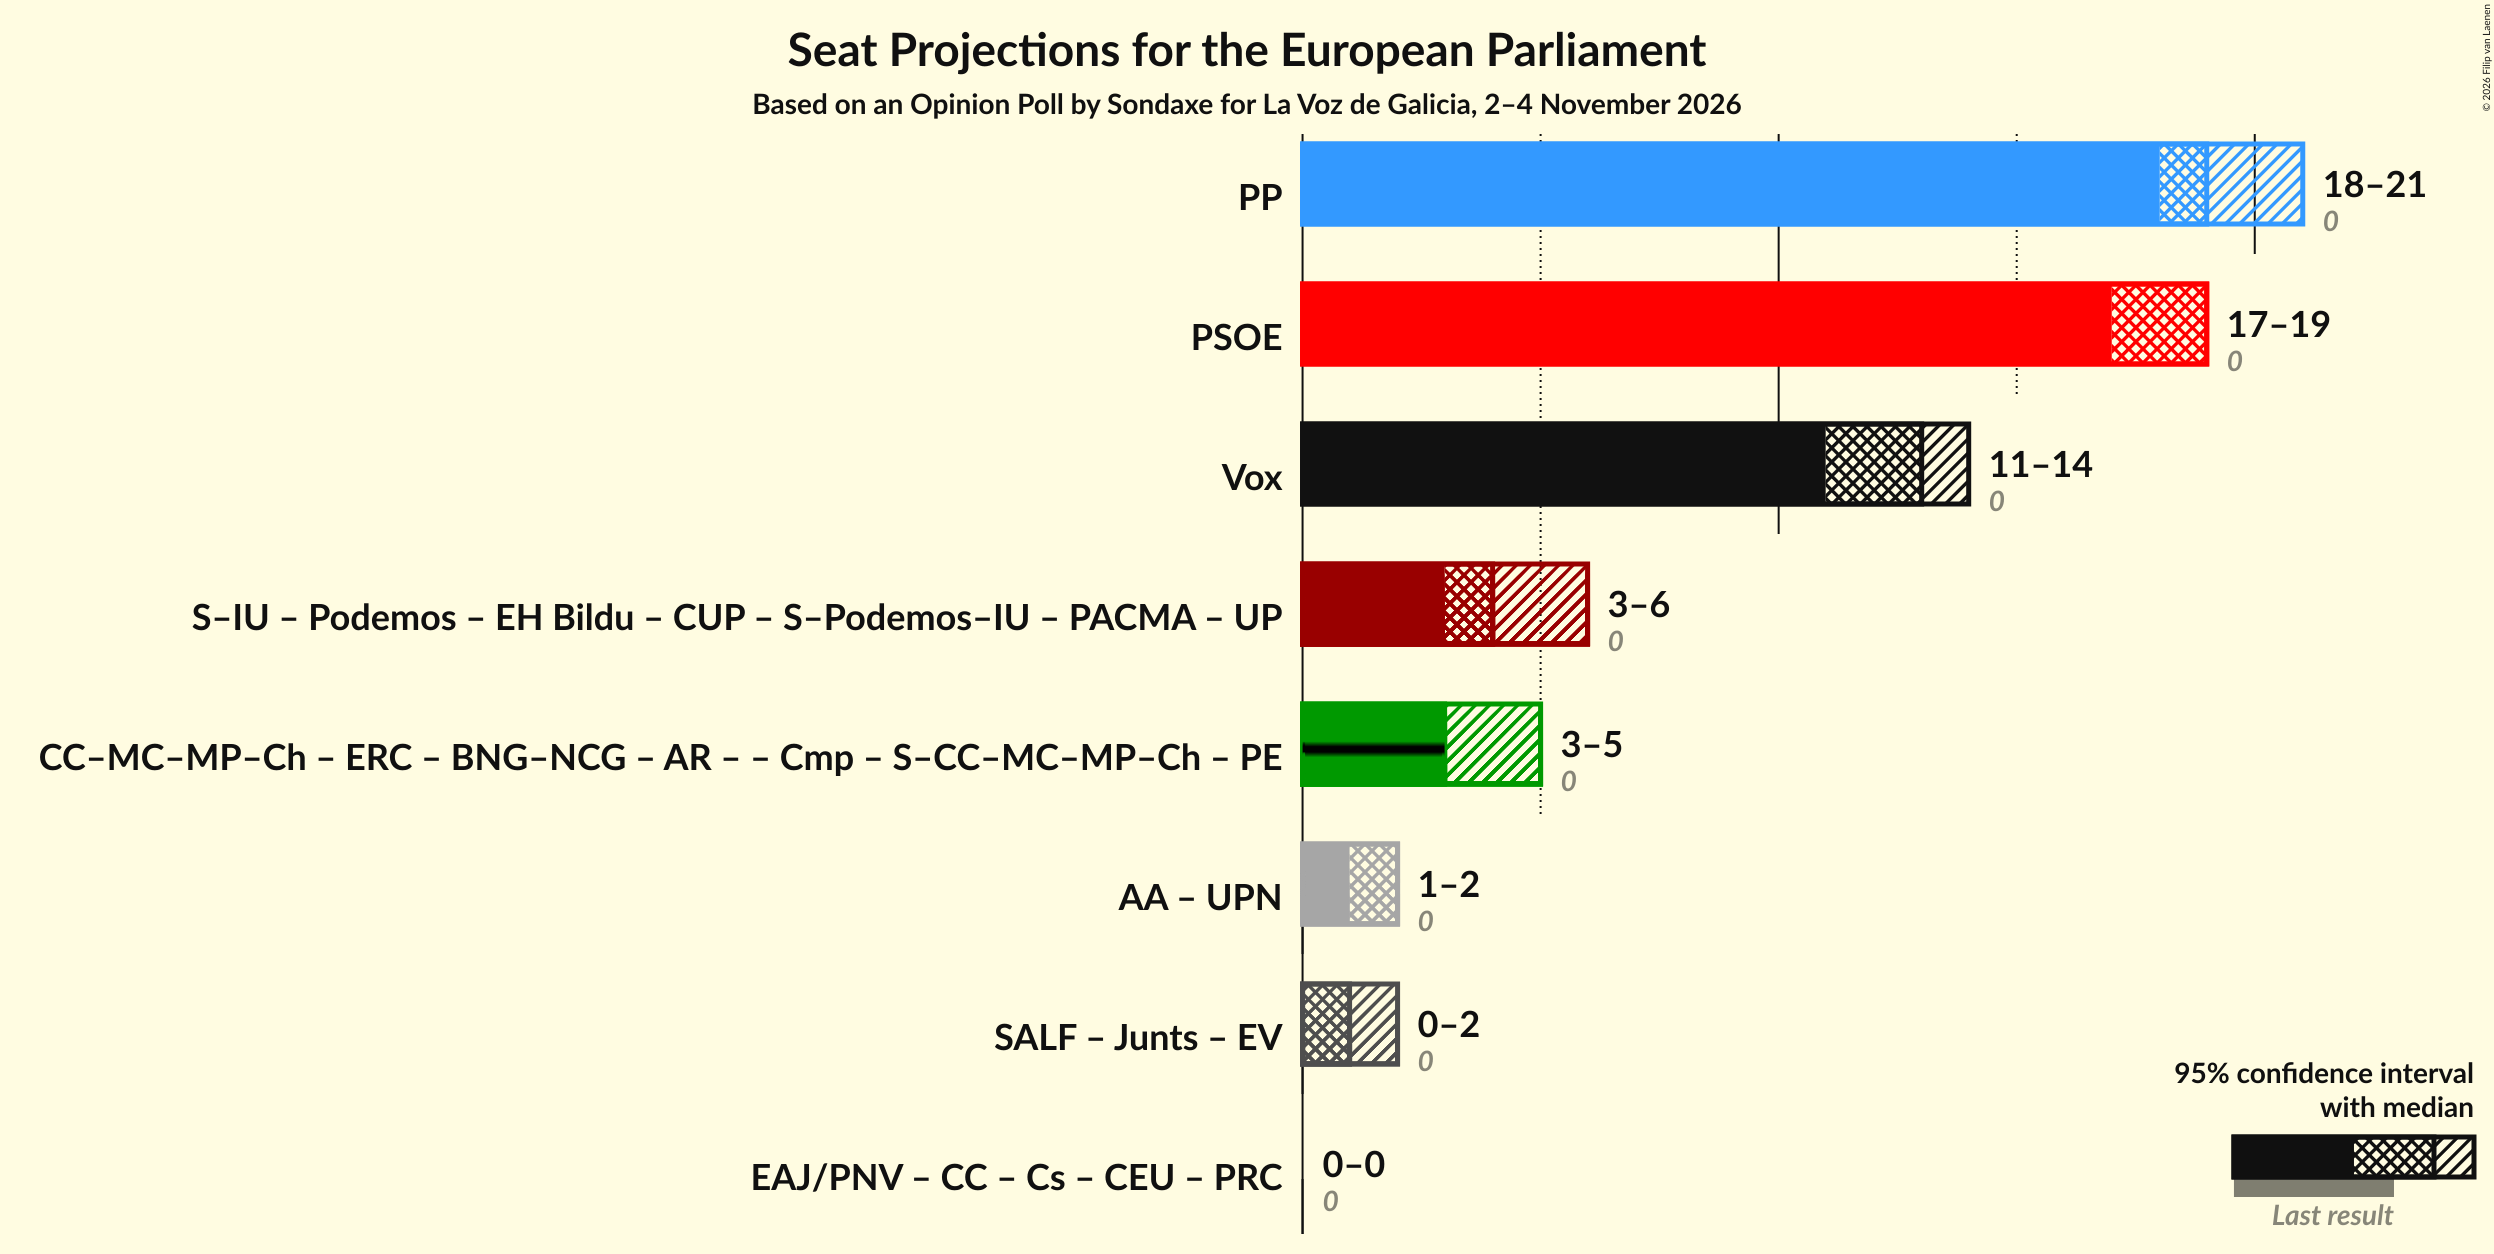 Seat Projections for the European Parliament
Based on an Opinion Poll by Sondaxe for La Voz de Galicia, 2–4 November 2026
© 2026 Filip van Laenen
PP
18–21
0
PSOE
17–19
0
Vox
11–14
0
S–IU – Podemos – EH Bildu – CUP – S–Podemos–IU – PACMA – UP
3–6
0
CC–MC–MP–Ch – ERC – BNG–NCG – AR – – Cmp – S–CC–MC–MP–Ch – PE
3–5
0
AA – UPN
1–2
0
SALF – Junts – EV
0–2
0
EAJ/PNV – CC – Cs – CEU – PRC
0–0
0
95% confidence interval
with median
Last result